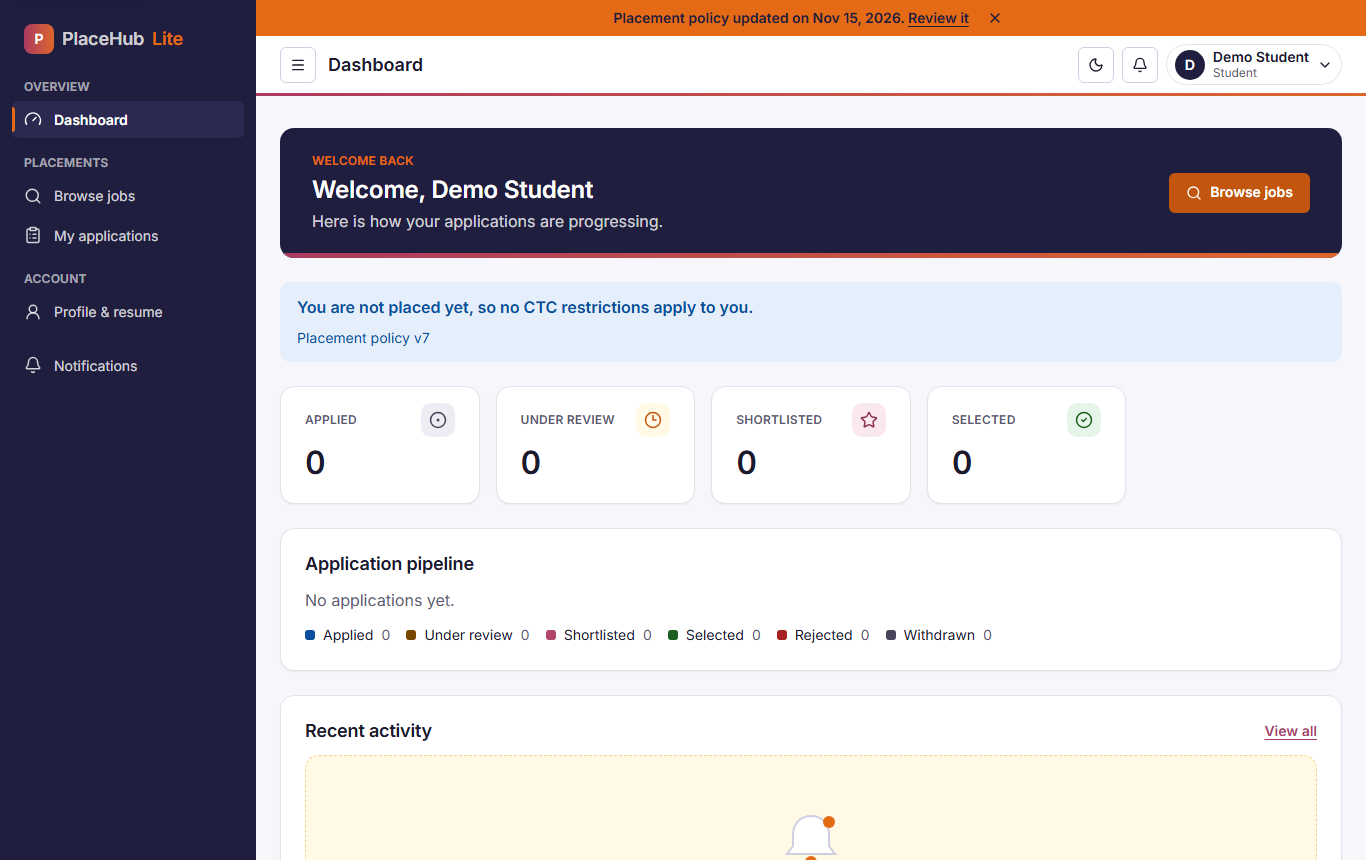 Placement policy updated on Nov 15, 2026. Review it
P PlaceHub Lite
OVERVIEW
Dashboard
PLACEMENTS
Browse jobs
My applications
ACCOUNT
Profile & resume
Notifications
Dashboard
D
Demo Student
Student
WELCOME BACK
Welcome, Demo Student
Here is how your applications are progressing.
Browse jobs
You are not placed yet, so no CTC restrictions apply to you.
Placement policy v7
APPLIED
0
UNDER REVIEW
0
SHORTLISTED
0
SELECTED
0
Application pipeline
No applications yet.
Applied 0 Under review 0 Shortlisted 0 Selected 0 Rejected 0 Withdrawn 0
Recent activity
View all